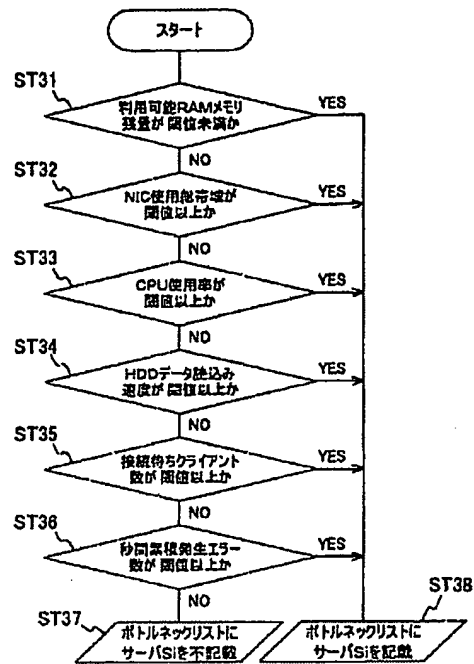 スタート
ST31
利用可能RAMメモリ
残量が閾値未満か
YES
NO
ST32
NIC使用総帯域が
閾値以上か
YES
NO
ST33
CPU使用率が
閾値以上か
YES
NO
ST34
HDDデータ読込み
速度が閾値以上か
YES
NO
ST35
接続待ちクライアント
数が閾値以上か
YES
NO
ST36
秒間累積発生エラー
数が閾値以上か
YES
NO
ST37
ボトルネックリストに
サーバSiを不記載
ST38
ボトルネックリストに
サーバSiを記載